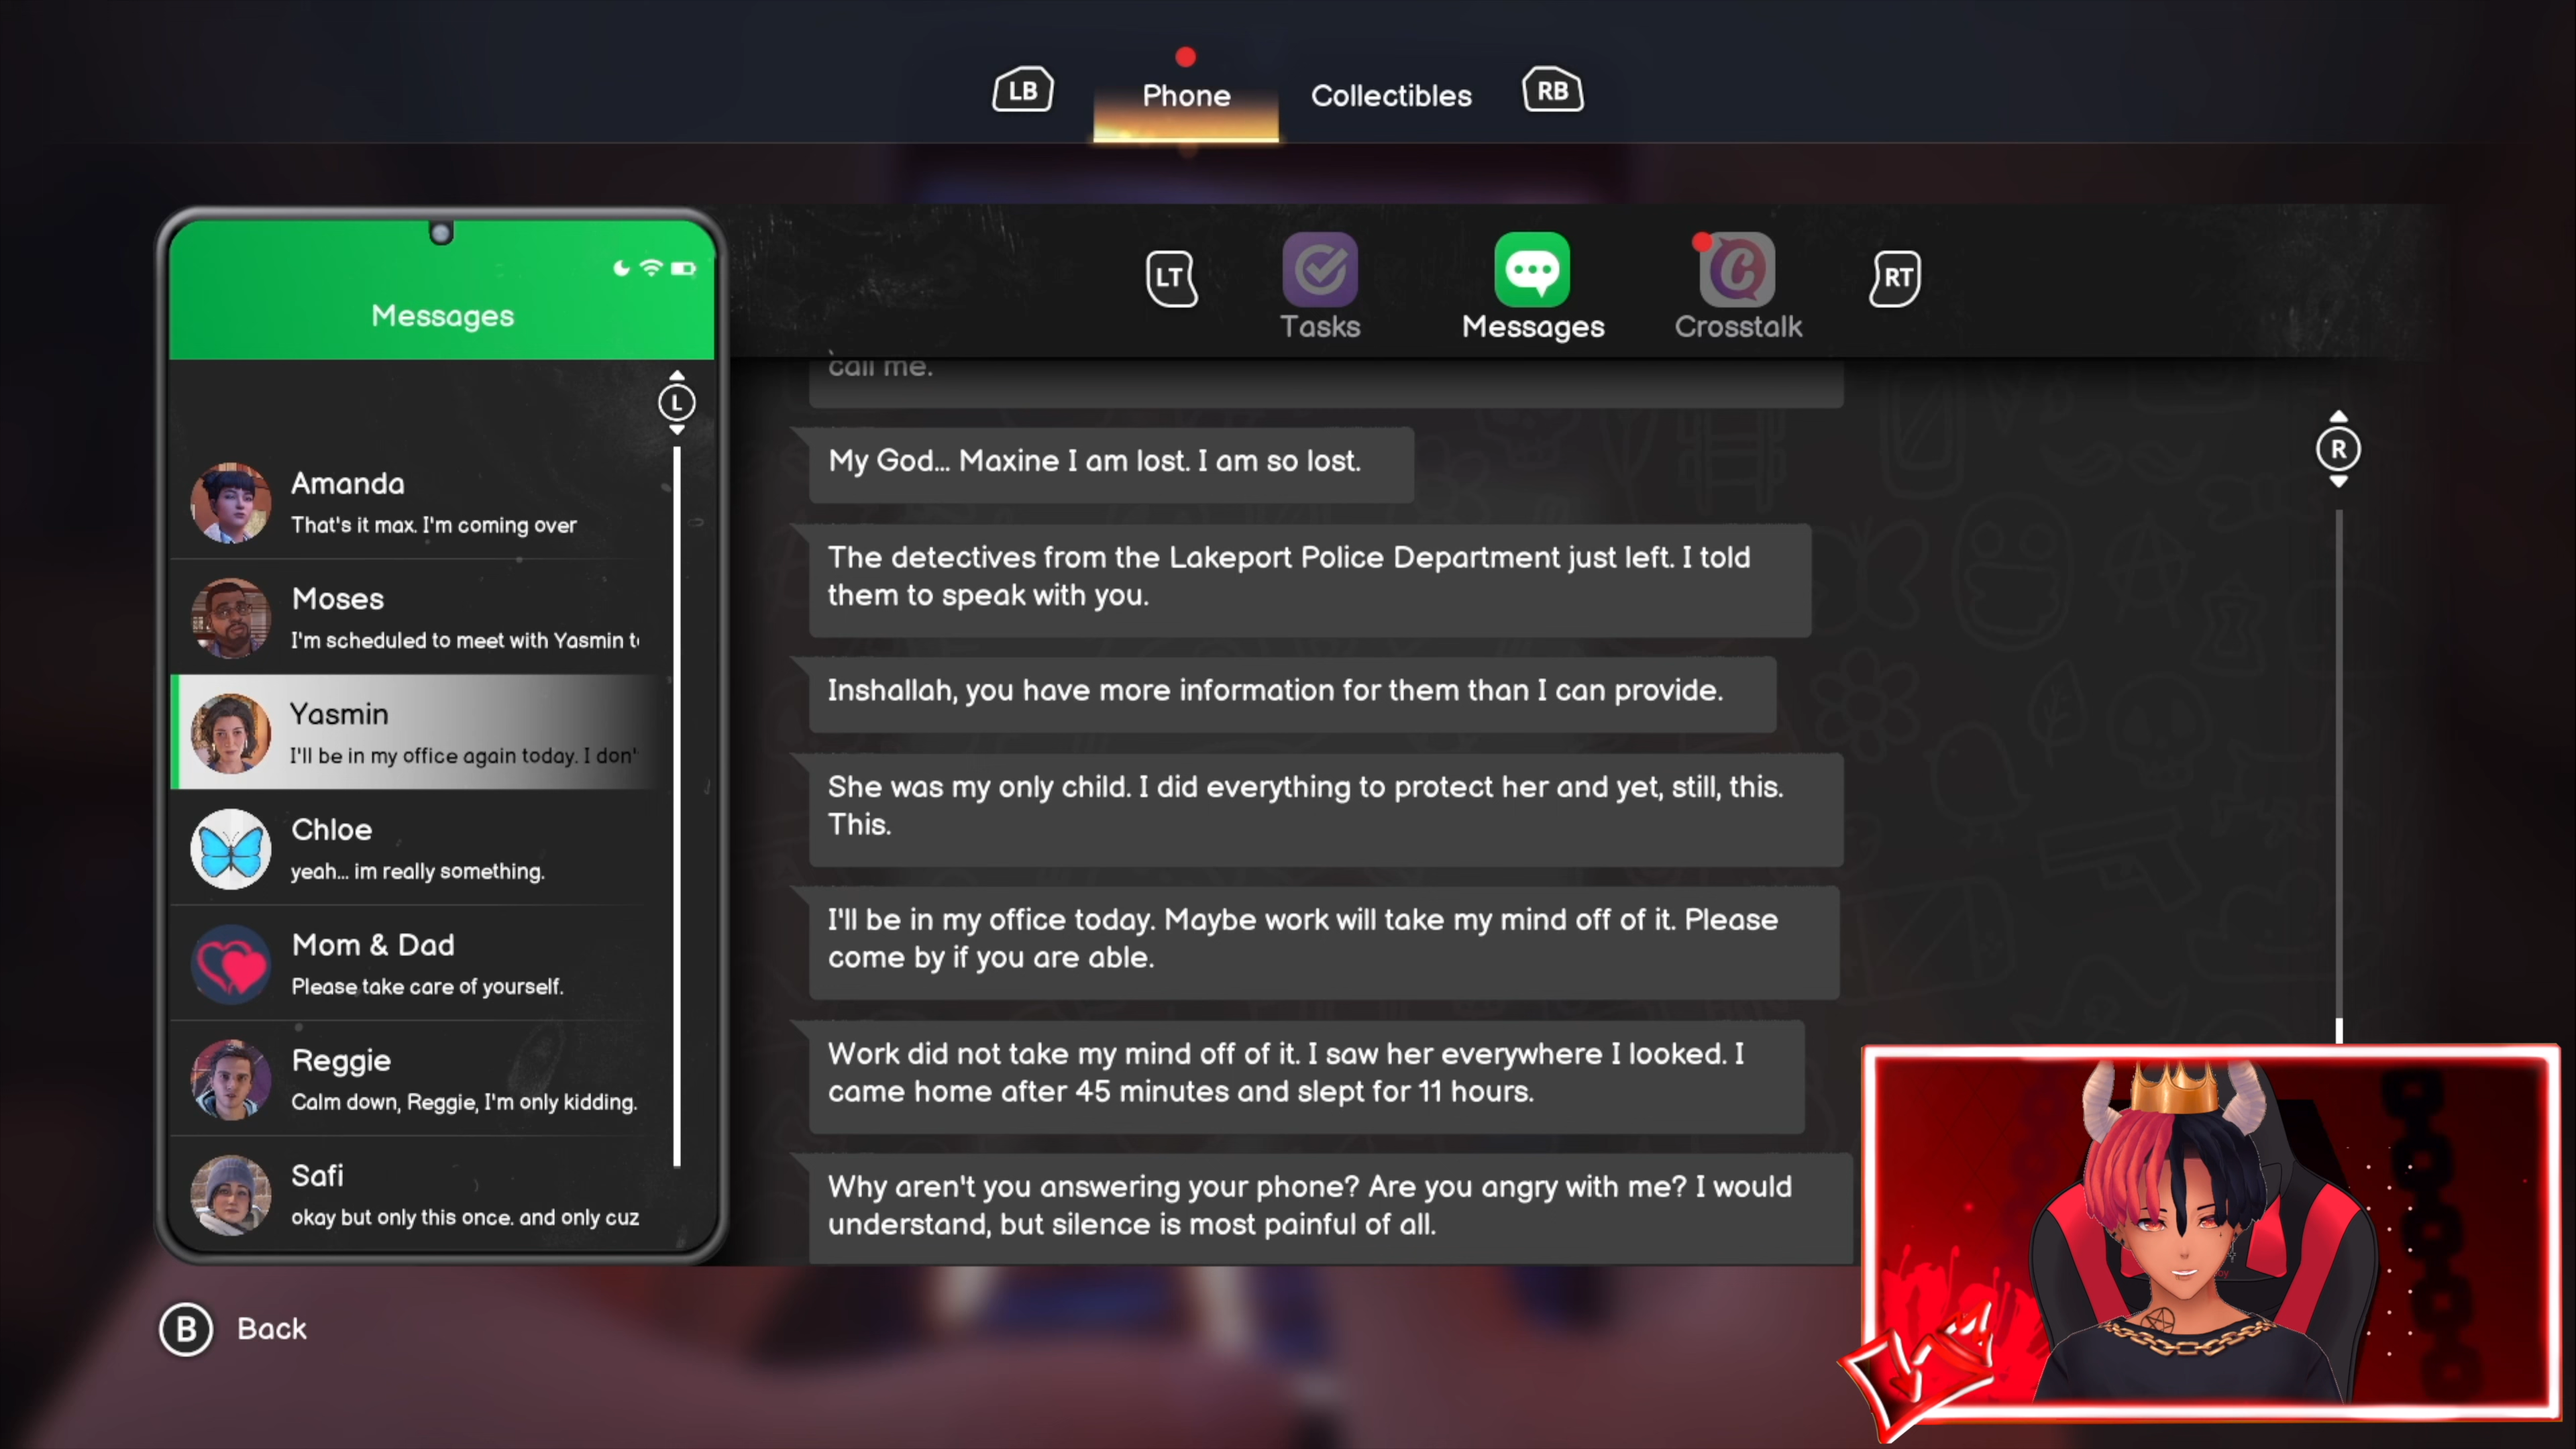 LB
Phone
Collectibles
RB
Messages
LT
Tasks
Messages
Crosstalk
RT
L
R
Amanda
That's it max. I'm coming over
Moses
I'm scheduled to meet with Yasmin t
Yasmin
I'll be in my office again today. I don'
Chloe
yeah... im really something.
Mom & Dad
Please take care of yourself.
Reggie
Calm down, Reggie, I'm only kidding.
Safi
okay but only this once. and only cuz
call me.
My God... Maxine I am lost. I am so lost.
The detectives from the Lakeport Police Department just left. I told
them to speak with you.
Inshallah, you have more information for them than I can provide.
She was my only child. I did everything to protect her and yet, still, this.
This.
I'll be in my office today. Maybe work will take my mind off of it. Please
come by if you are able.
Work did not take my mind off of it. I saw her everywhere I looked. I
came home after 45 minutes and slept for 11 hours.
Why aren't you answering your phone? Are you angry with me? I would
understand, but silence is most painful of all.
B Back